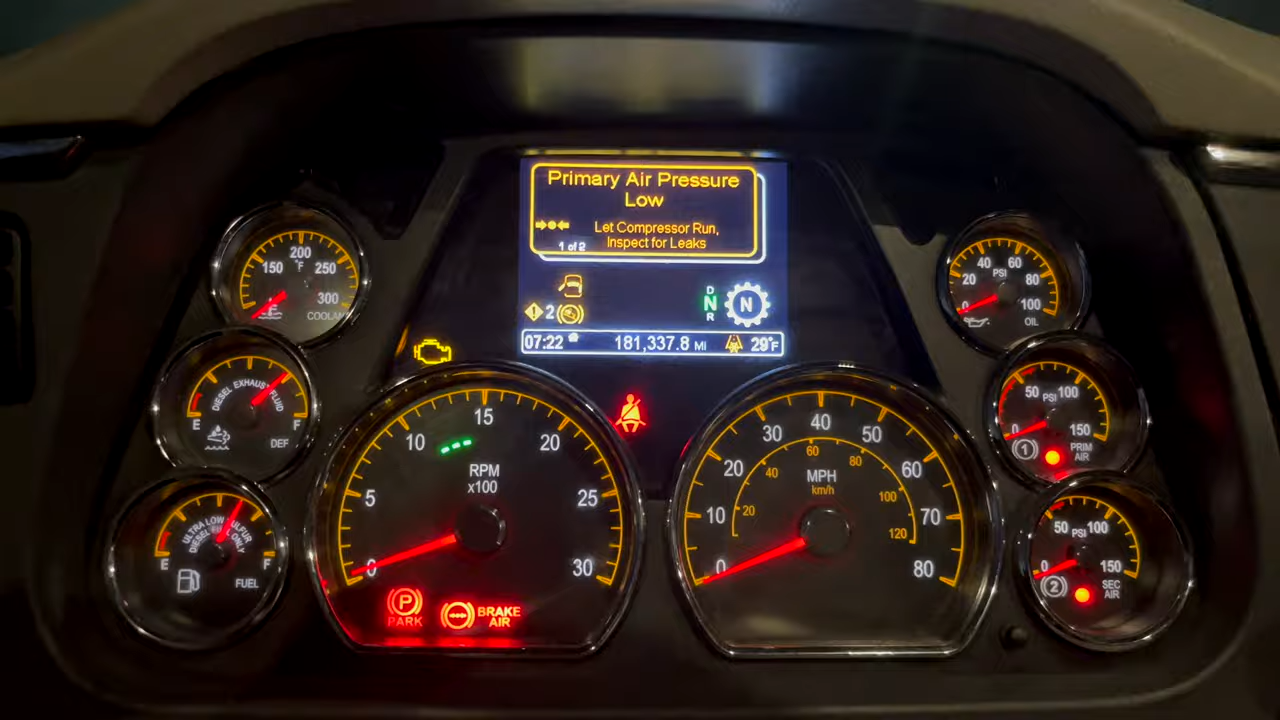 Primary Air Pressure
Low
Let Compressor Run,
Inspect for Leaks
1 of 2
D
N
R
N
2
07:22 181,337.8 MI 29°F
150 200 250 300
°F
COOLANT
E DIESEL EXHAUST FLUID F
DEF
E ULTRA LOW SULFUR F
DIESEL FUEL ONLY
FUEL
0 5 10 15 20 25 30
RPM
x100
P
PARK
BRAKE
AIR
0 10 20 30 40 50 60 70 80
MPH
km/h
20 40 60 80 100 120
0 20 40 60 80 100
PSI
OIL
0 50 PSI 100 150
1 PRIM
AIR
0 50 PSI 100 150
2 SEC
AIR